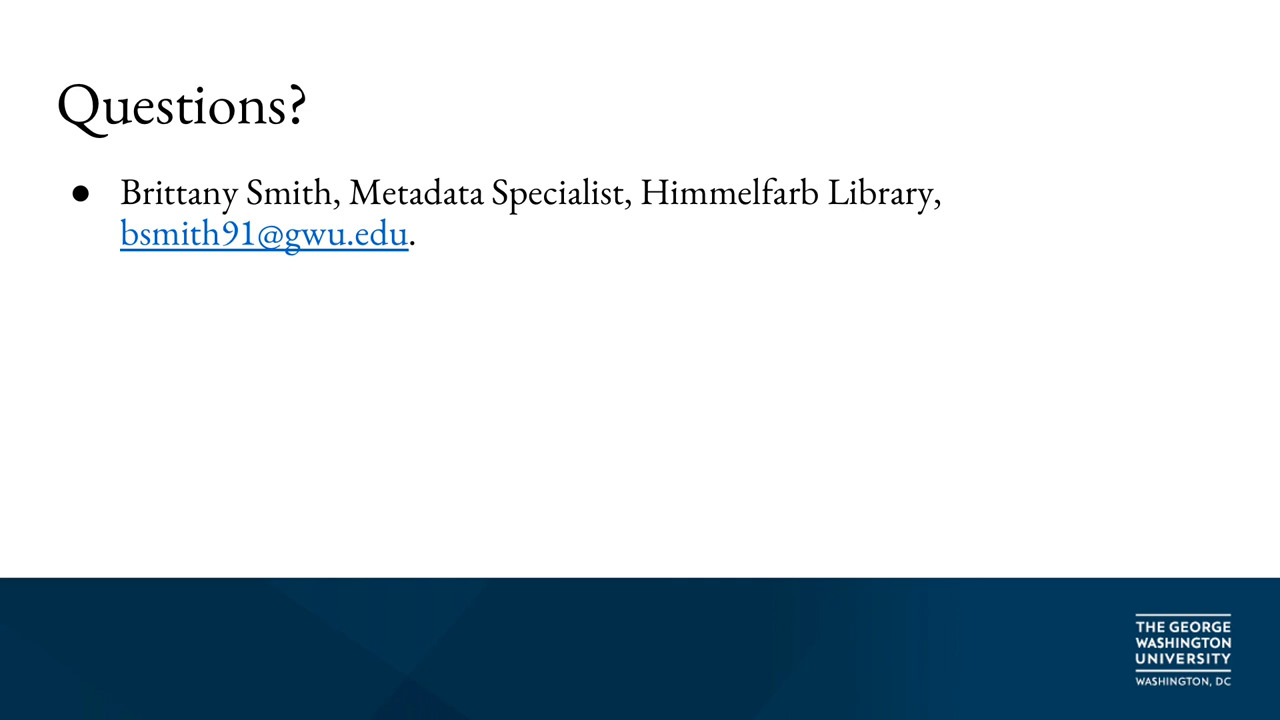 Questions?
● Brittany Smith, Metadata Specialist, Himmelfarb Library,
bsmith91@gwu.edu.
THE GEORGE
WASHINGTON
UNIVERSITY
WASHINGTON, DC